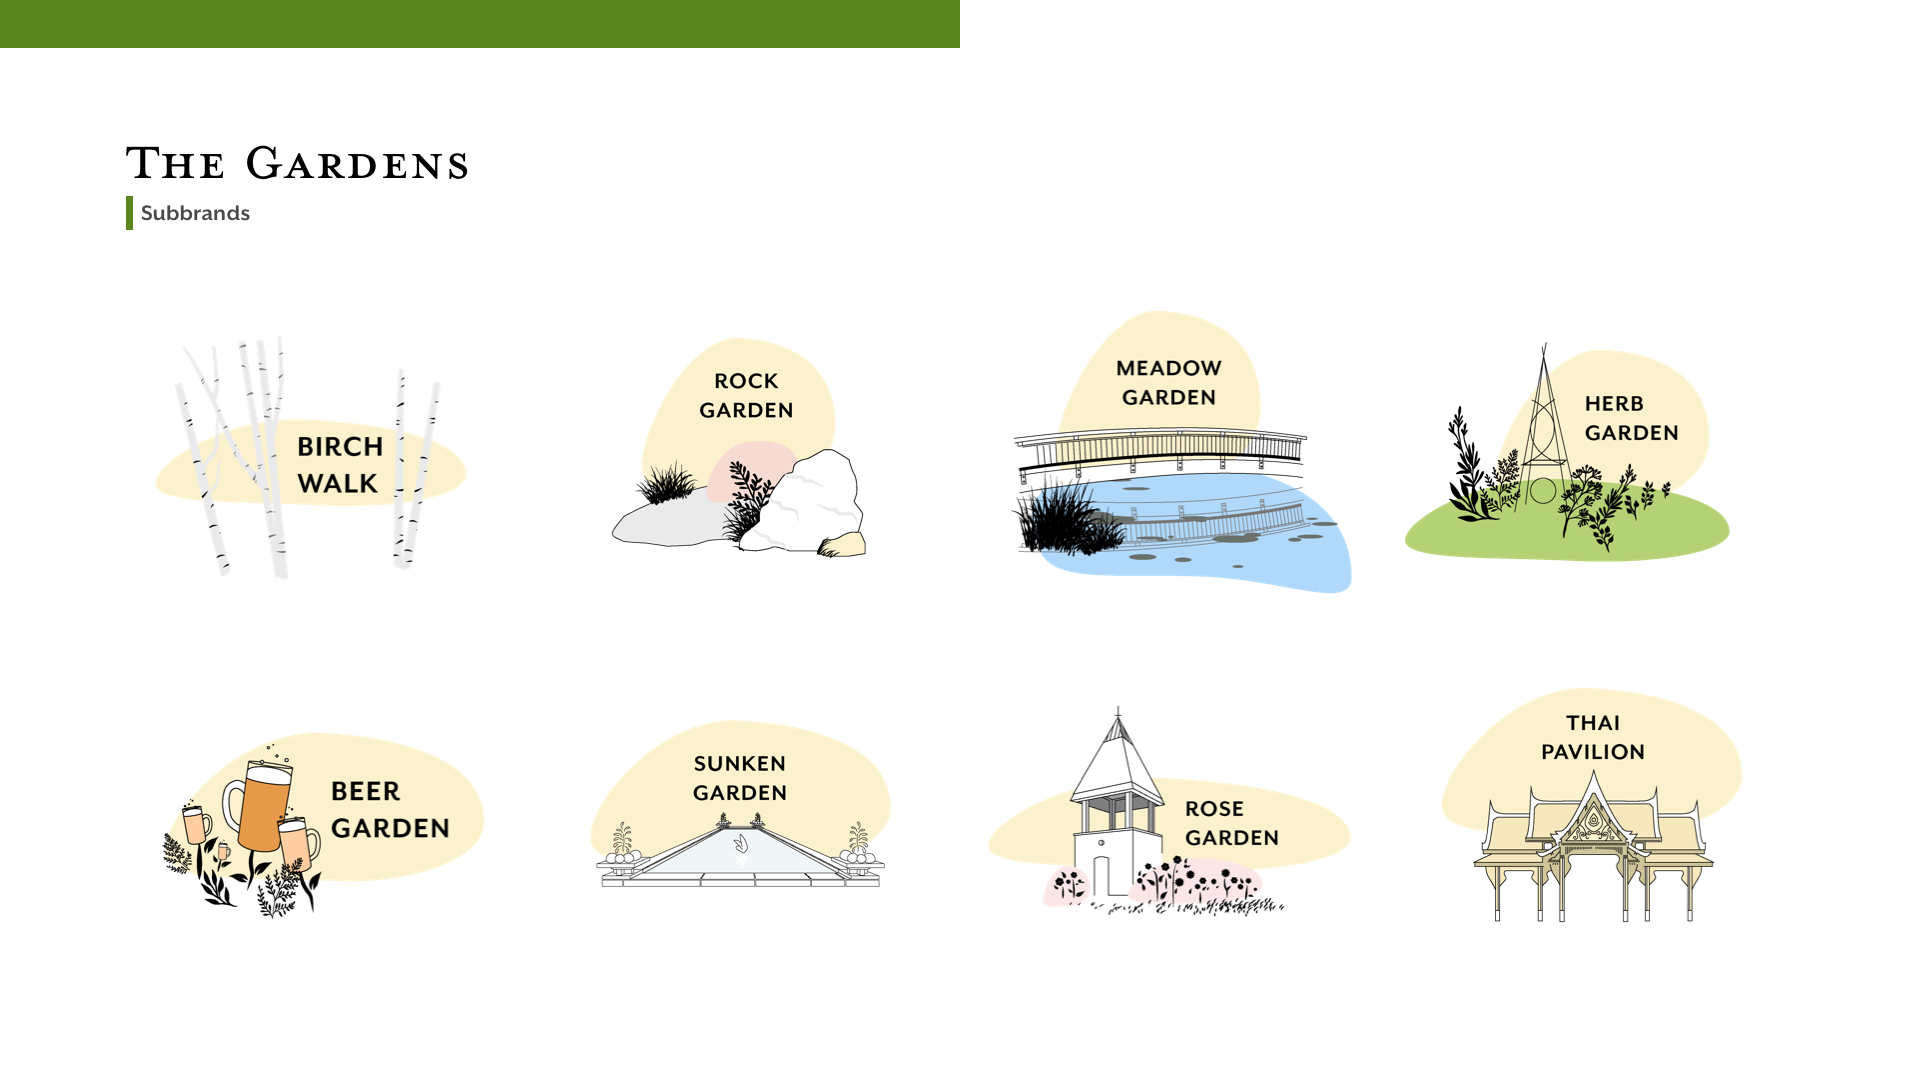 THE GARDENS
Subbrands
BIRCH
WALK
ROCK
GARDEN
MEADOW
GARDEN
HERB
GARDEN
BEER
GARDEN
SUNKEN
GARDEN
ROSE
GARDEN
THAI
PAVILION